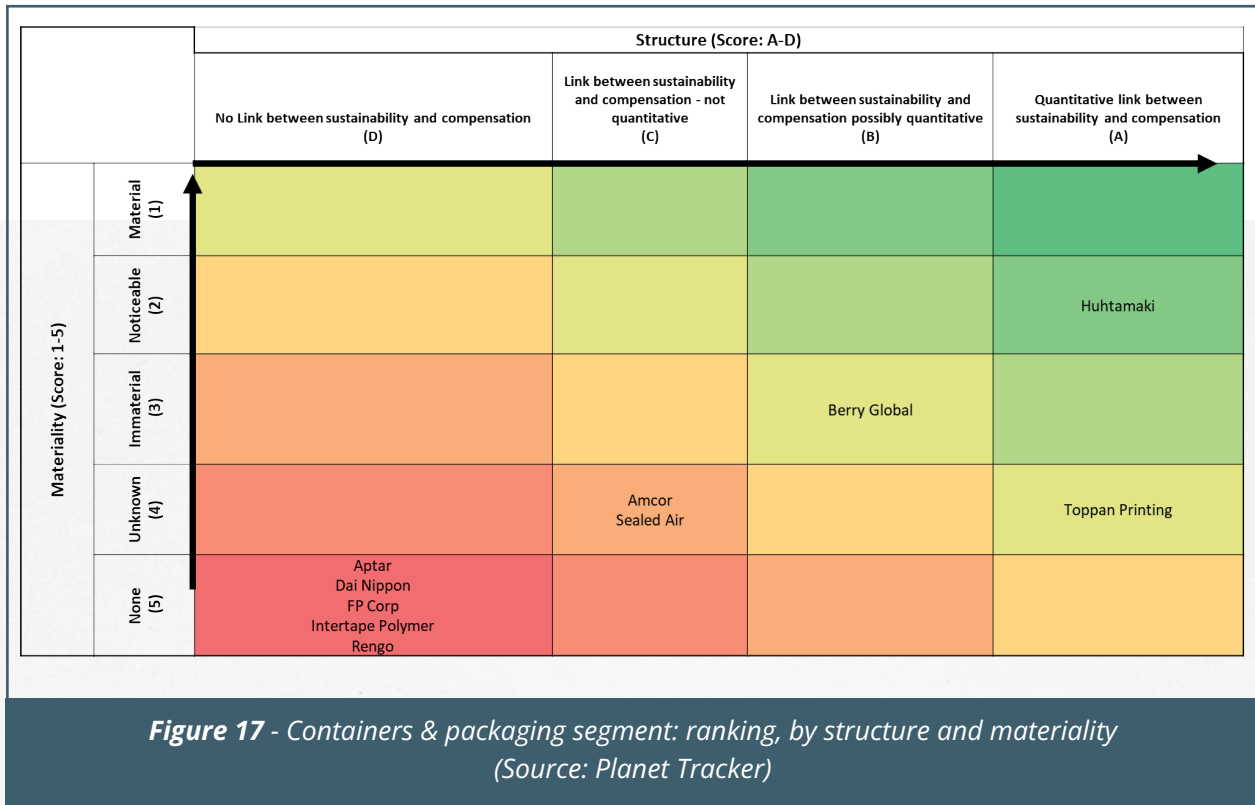 Structure (Score: A-D)
No Link between sustainability and compensation
(D)
Link between sustainability
and compensation - not
quantitative
(C)
Link between sustainability and
compensation possibly quantitative
(B)
Quantitative link between
sustainability and compensation
(A)
Materiality (Score: 1-5)
Material
(1)
Noticeable
(2)
Huhtamaki
Immaterial
(3)
Berry Global
Unknown
(4)
Amcor
Sealed Air
Toppan Printing
None
(5)
Aptar
Dai Nippon
FP Corp
Intertape Polymer
Rengo
Figure 17 - Containers & packaging segment: ranking, by structure and materiality
(Source: Planet Tracker)